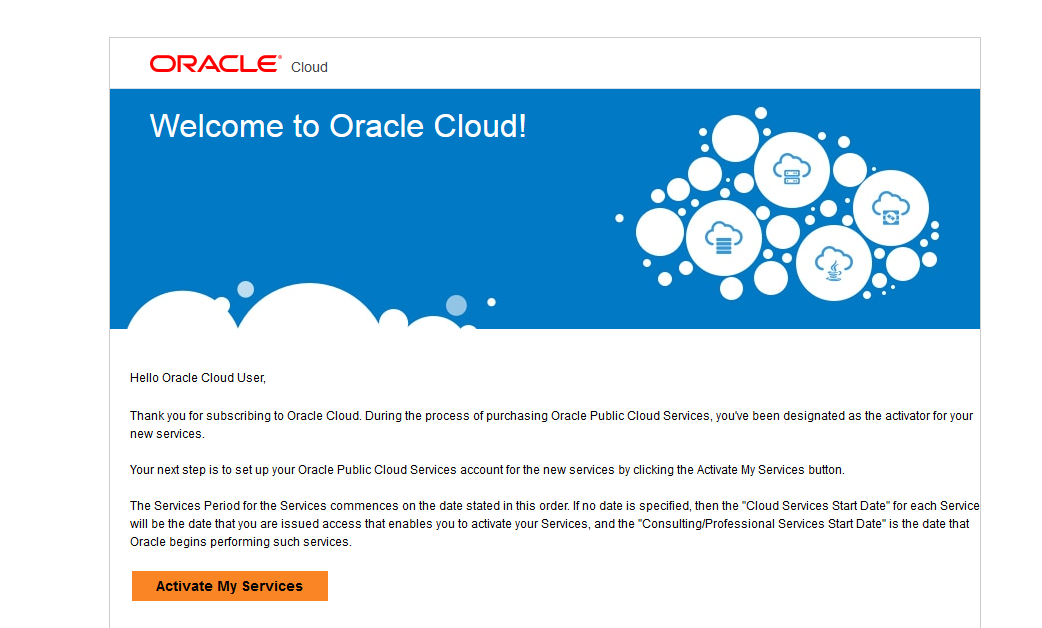 ORACLE® Cloud
Welcome to Oracle Cloud!
Hello Oracle Cloud User,
Thank you for subscribing to Oracle Cloud. During the process of purchasing Oracle Public Cloud Services, you've been designated as the activator for your
new services.
Your next step is to set up your Oracle Public Cloud Services account for the new services by clicking the Activate My Services button.
The Services Period for the Services commences on the date stated in this order. If no date is specified, then the "Cloud Services Start Date" for each Service
will be the date that you are issued access that enables you to activate your Services, and the "Consulting/Professional Services Start Date" is the date that
Oracle begins performing such services.
Activate My Services